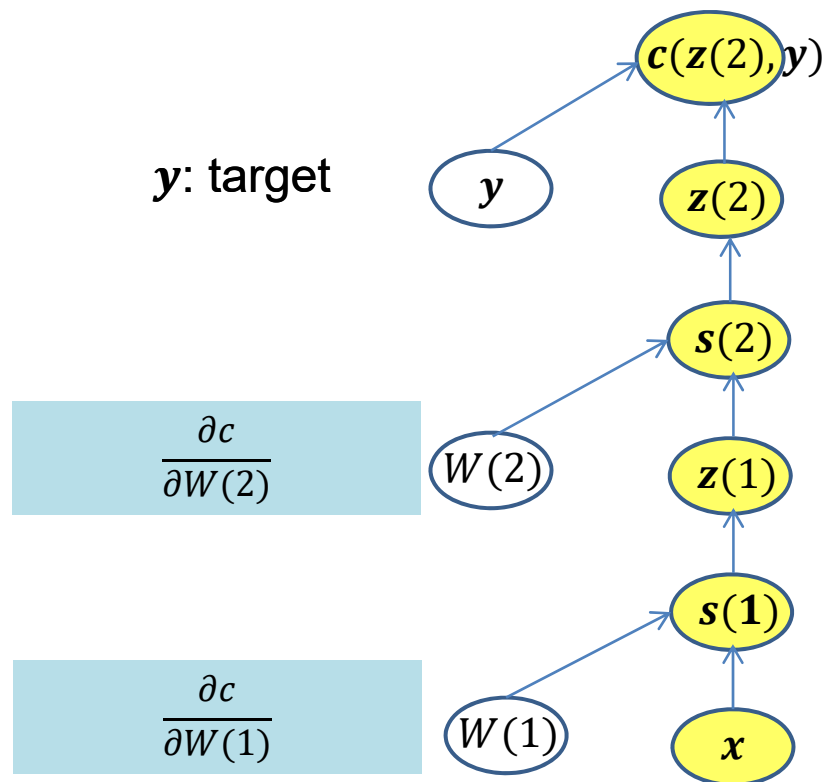 c(z(2), y)
y: target
y
z(2)
s(2)
∂c
∂W(2)
W(2)
z(1)
s(1)
∂c
∂W(1)
W(1)
x